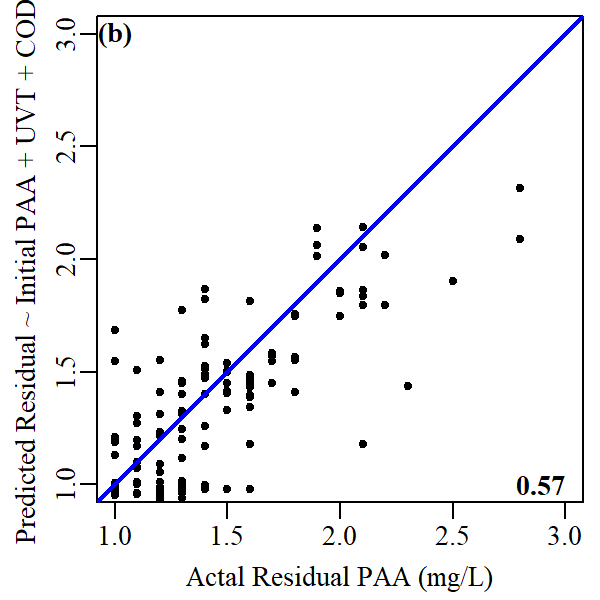 (b)
Predicted Residual ~ Initial PAA + UVT + COD
3.0
2.5
2.0
1.5
1.0
0.57
1.0 1.5 2.0 2.5 3.0
Actal Residual PAA (mg/L)